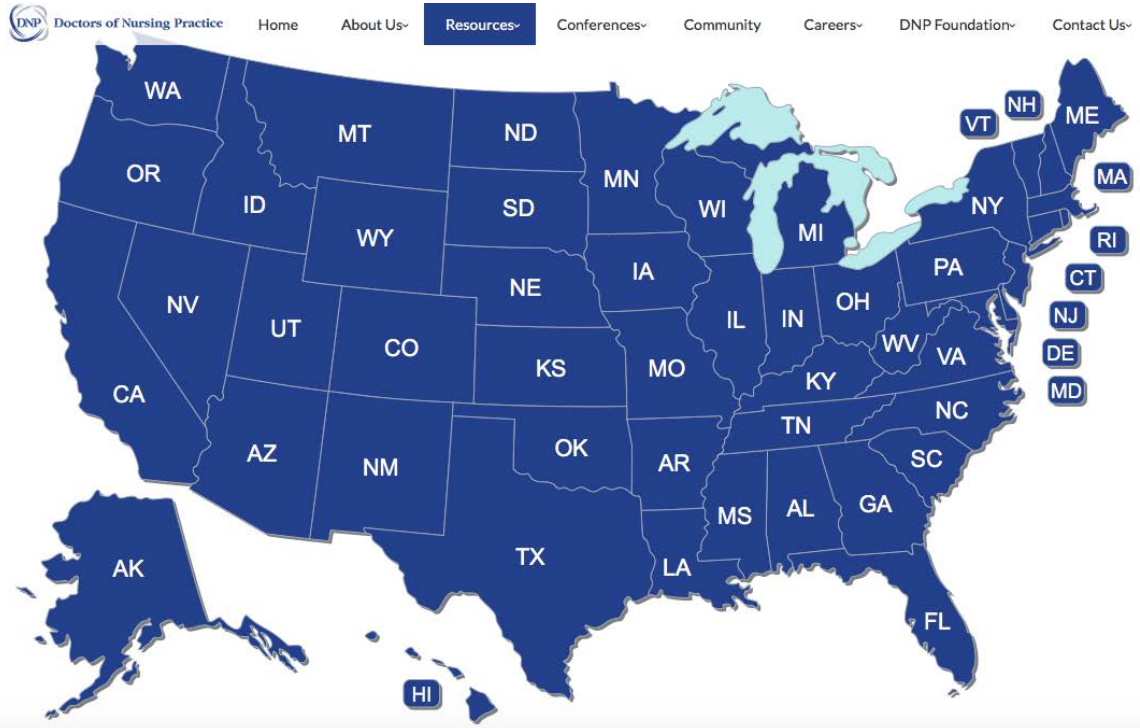 DNP Doctors of Nursing Practice Home About Us Resources Conferences Community Careers DNP Foundation Contact Us
WA
MT
ND
MN
OR
ID
SD
WI
MI
NY
VT
NH
ME
MA
WY
RI
CT
IA
NE
PA
NV
UT
CO
IL
IN
OH
NJ
WV
VA
DE
KS
MO
KY
MD
CA
NC
TN
AZ
NM
OK
AR
SC
MS
AL
GA
TX
LA
AK
FL
HI